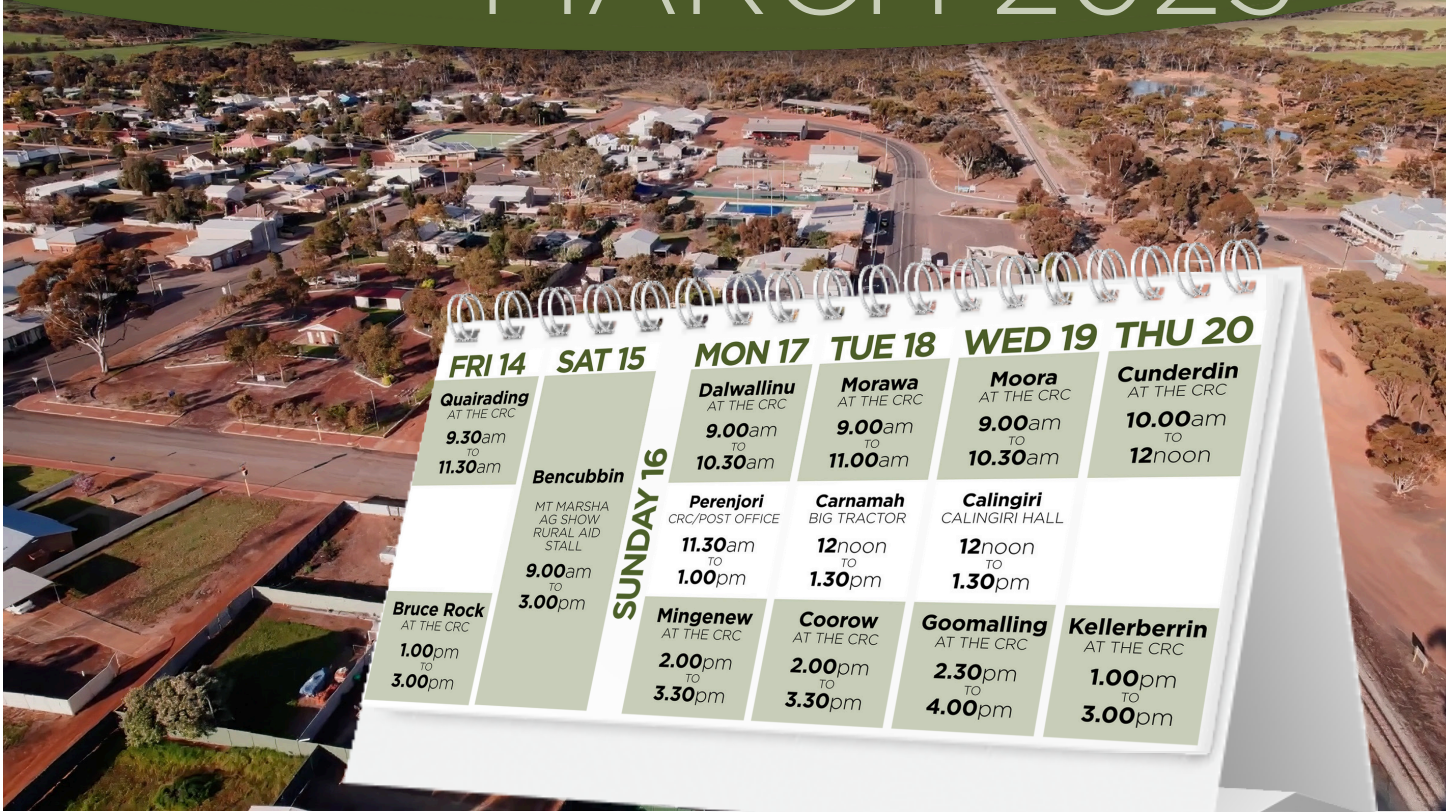 MARCH 2025
FRI 14
Quairading
AT THE CRC
9.30am
TO
11.30am
Bruce Rock
AT THE CRC
1.00pm
TO
3.00pm
SAT 15
Bencubbin
MT MARSHA
AG SHOW
RURAL AID
STALL
9.00am
TO
3.00pm
SUNDAY 16
MON 17
Dalwallinu
AT THE CRC
9.00am
TO
10.30am
Perenjori
CRC/POST OFFICE
11.30am
TO
1.00pm
Mingenew
AT THE CRC
2.00pm
TO
3.30pm
TUE 18
Morawa
AT THE CRC
9.00am
TO
11.00am
Carnamah
BIG TRACTOR
12noon
TO
1.30pm
Coorow
AT THE CRC
2.00pm
TO
3.30pm
WED 19
Moora
AT THE CRC
9.00am
TO
10.30am
Calingiri
CALINGIRI HALL
12noon
TO
1.30pm
Goomalling
AT THE CRC
2.30pm
TO
4.00pm
THU 20
Cunderdin
AT THE CRC
10.00am
TO
12noon
Kellerberrin
AT THE CRC
1.00pm
TO
3.00pm